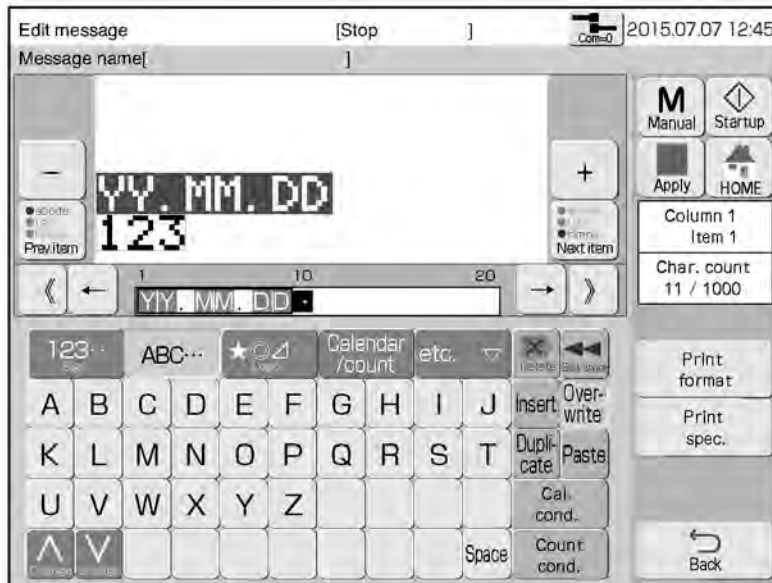 Edit message [Stop ] Com=0 2015.07.07 12:45
Message name[ ]
M
Manual
Startup
Apply
HOME
−
+
YY.MM.DD
123
Prev.item
Next item
Column 1
Item 1
Char. count
11 / 1000
《 ← 1 10 20 → 》
YY.MM.DD
123··
ABC···
Calendar
/count
etc.
Delete
A B C D E F G H I J Insert Over-
write
K L M N O P Q R S T Dupli-
cate Paste
U V W X Y Z Cal.
cond.
Space Count
cond.
Print
format
Print
spec.
Back